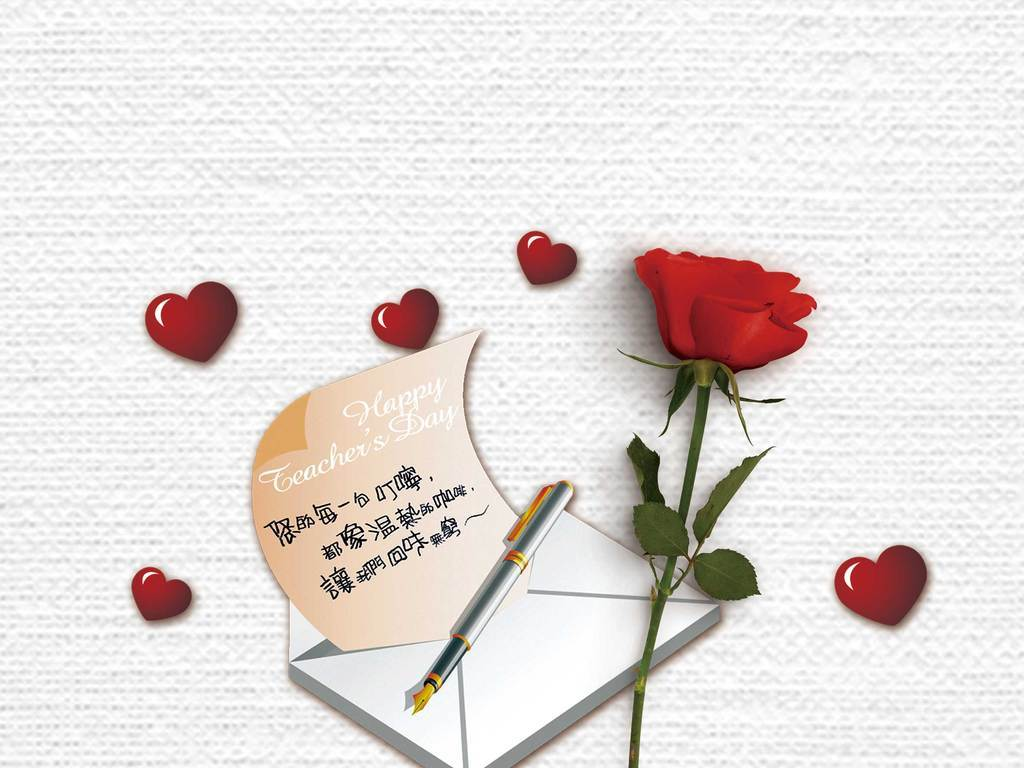 Happy
Teacher's Day
您的每一句叮嚀,
都像溫熱的咖啡,
讓我們回味無窮~